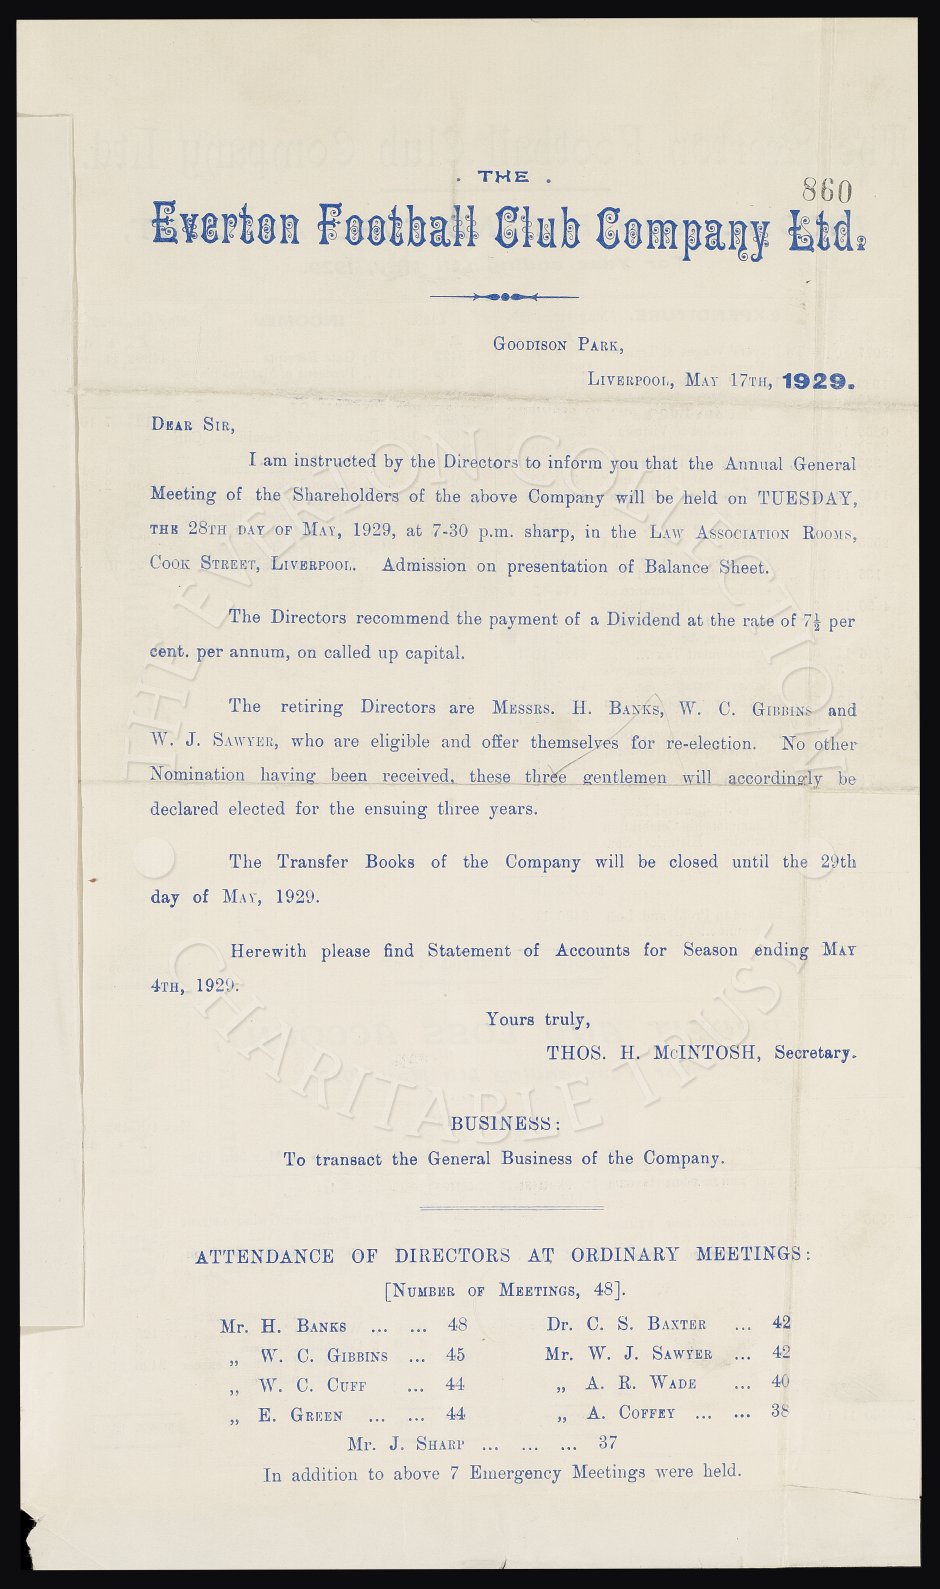 . THE .
860
Everton Football Club Company Ltd.
GOODISON PARK,
LIVERPOOL, MAY 17TH, 1929.
DEAR SIR,
I am instructed by the Directors to inform you that the Annual General
Meeting of the Shareholders of the above Company will be held on TUESDAY,
THE 28TH DAY OF MAY, 1929, at 7-30 p.m. sharp, in the LAW ASSOCIATION ROOMS,
COOK STREET, LIVERPOOL. Admission on presentation of Balance Sheet.
The Directors recommend the payment of a Dividend at the rate of 7½ per
cent. per annum, on called up capital.
The retiring Directors are MESSRS. H. BANKS, W. C. GIBBINS and
W. J. SAWYER, who are eligible and offer themselves for re-election. No other
Nomination having been received, these three gentlemen will accordingly be
declared elected for the ensuing three years.
The Transfer Books of the Company will be closed until the 29th
day of MAY, 1929.
Herewith please find Statement of Accounts for Season ending MAY
4TH, 1929.
Yours truly,
THOS. H. McINTOSH, Secretary.
BUSINESS:
To transact the General Business of the Company.
ATTENDANCE OF DIRECTORS AT ORDINARY MEETINGS:
[NUMBER OF MEETINGS, 48].
Mr. H. BANKS ... ... 48 Dr. C. S. BAXTER ... 42
„ W. C. GIBBINS ... 45 Mr. W. J. SAWYER ... 42
„ W. C. CUFF ... 44 „ A. R. WADE ... 40
„ E. GREEN ... ... 44 „ A. COFFEY ... ... 38
Mr. J. SHARP ... ... ... 37
In addition to above 7 Emergency Meetings were held.
THE EVERTON COLLECTION
CHARITABLE TRUST